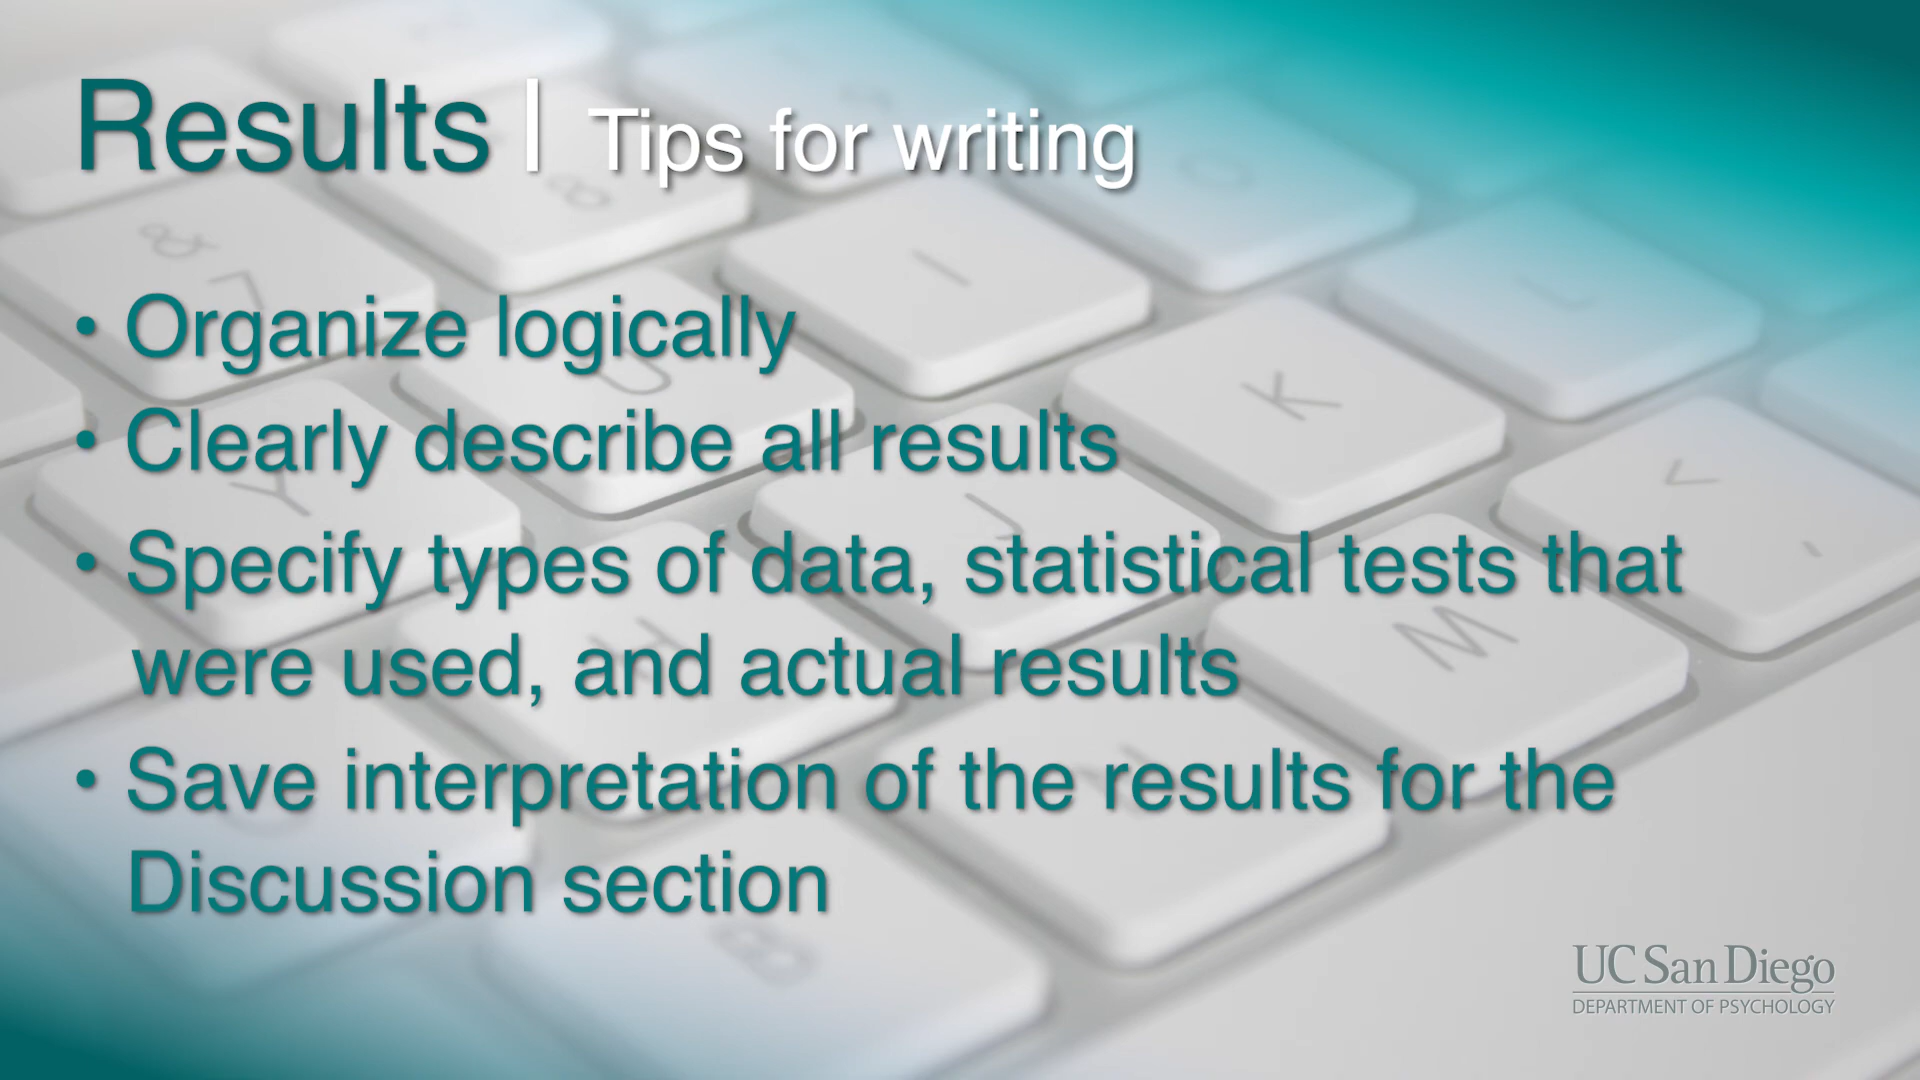 Results | Tips for writing
• Organize logically
• Clearly describe all results
• Specify types of data, statistical tests that
were used, and actual results
• Save interpretation of the results for the
Discussion section
UC San Diego
DEPARTMENT OF PSYCHOLOGY